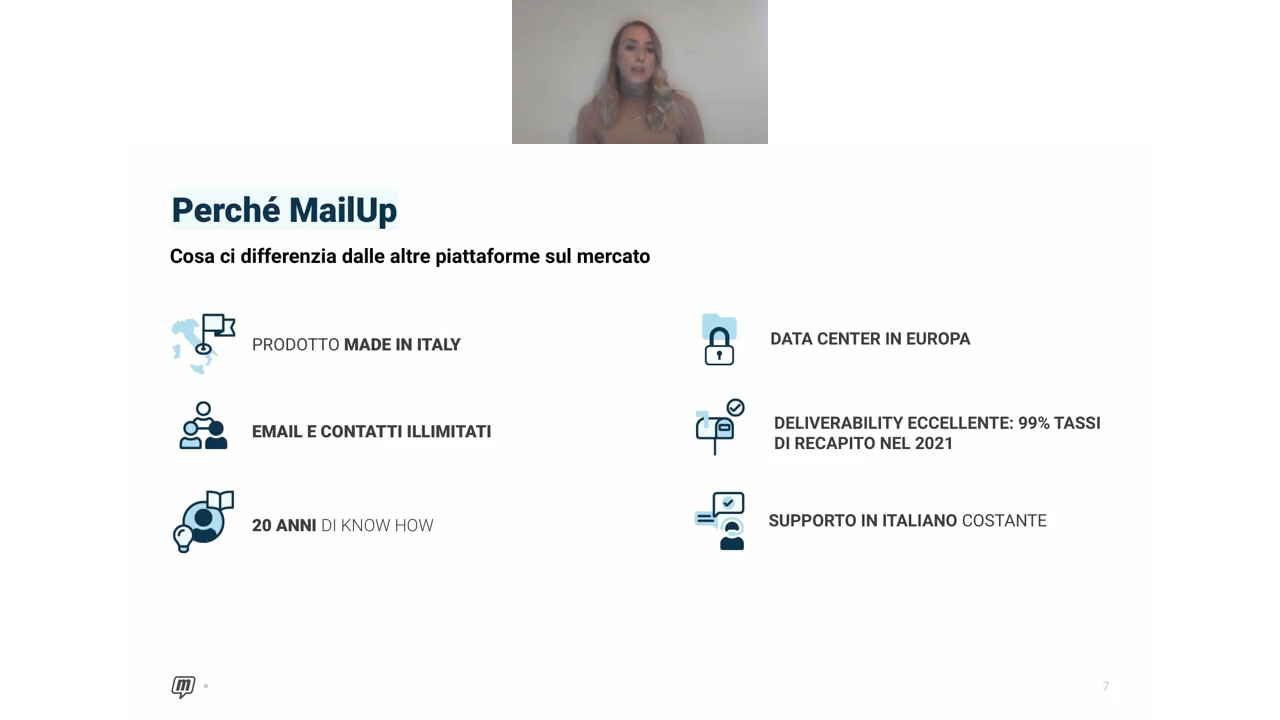 Perché MailUp
Cosa ci differenzia dalle altre piattaforme sul mercato
PRODOTTO MADE IN ITALY
EMAIL E CONTATTI ILLIMITATI
20 ANNI DI KNOW HOW
DATA CENTER IN EUROPA
DELIVERABILITY ECCELLENTE: 99% TASSI
DI RECAPITO NEL 2021
SUPPORTO IN ITALIANO COSTANTE
m
7